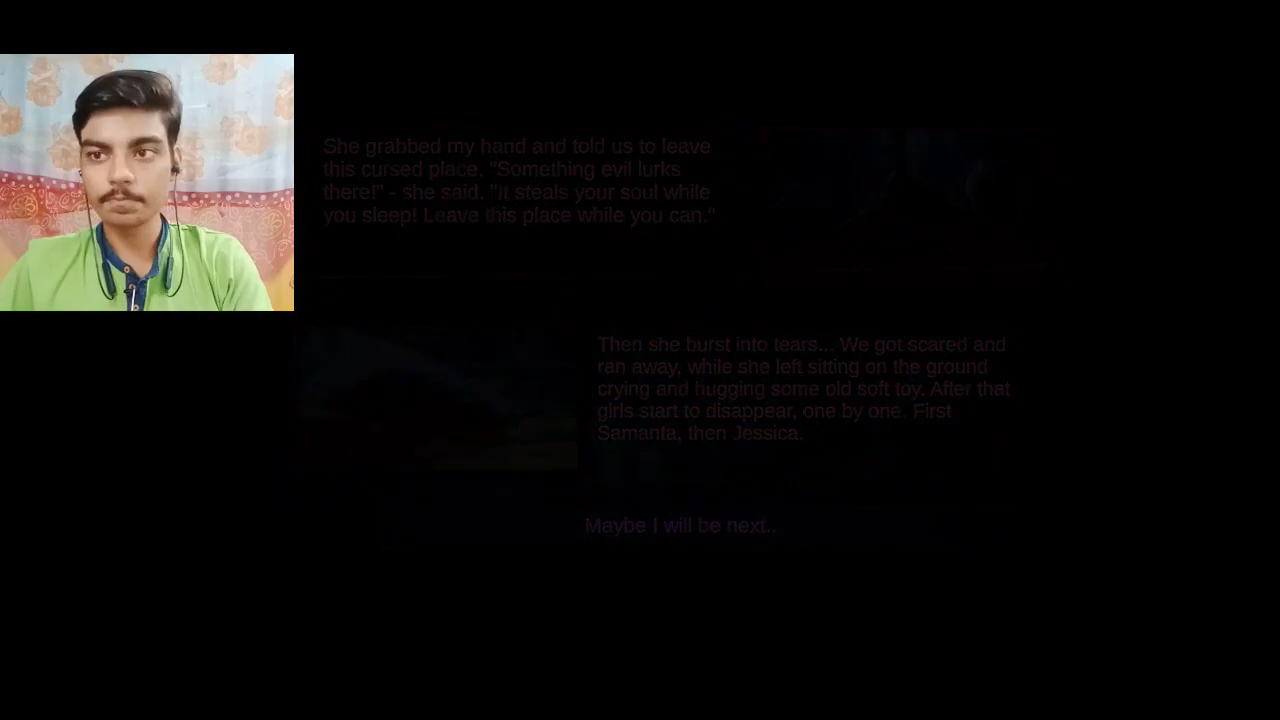 She grabbed my hand and told us to leave
this cursed place. "Something evil lurks
there!" - she said. "It steals your soul while
you sleep! Leave this place while you can."
Then she burst into tears... We got scared and
ran away, while she left sitting on the ground
crying and hugging some old soft toy. After that
girls start to disappear, one by one. First
Samanta, then Jessica.
Maybe I will be next..